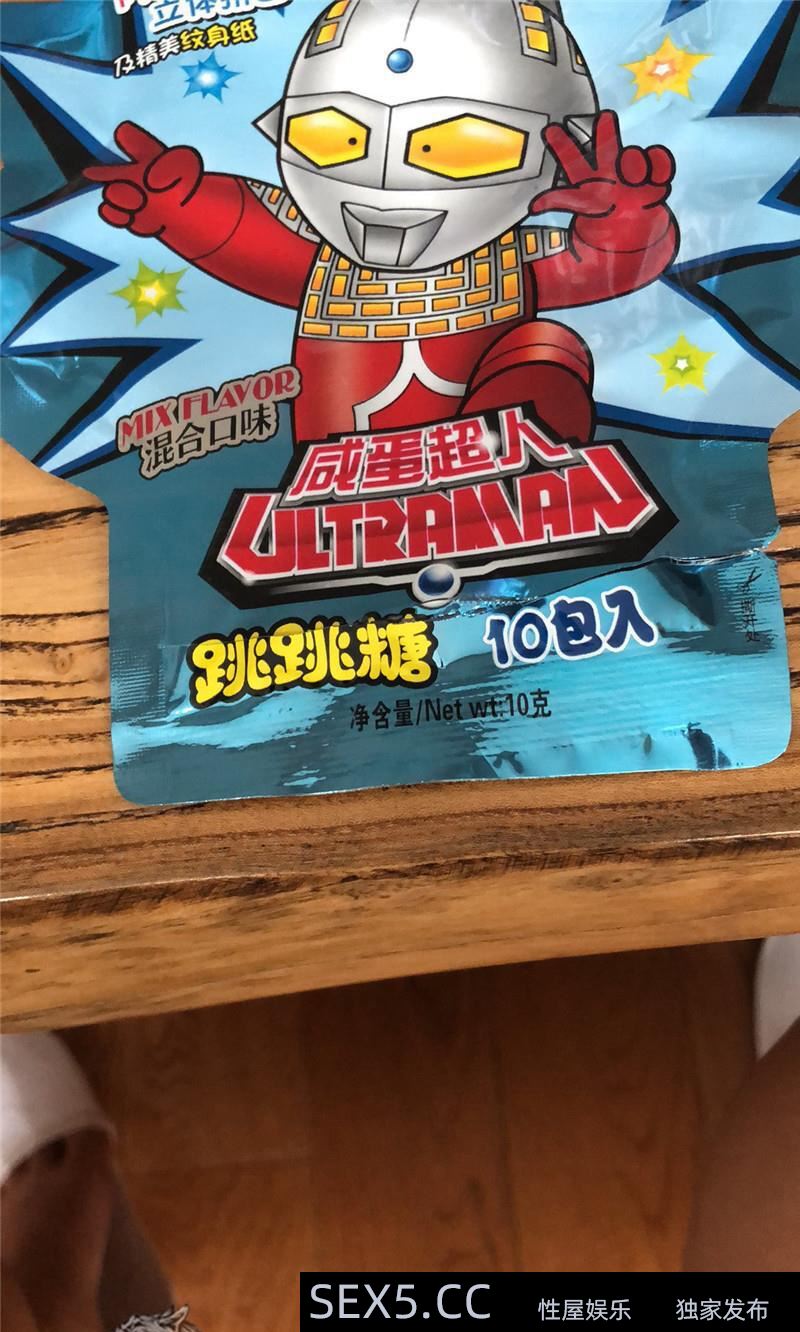 及精美纹身纸
MIX FLAVOR
混合口味
咸蛋超人
ULTRAMAN
跳跳糖 10包入
净含量/Net wt:10克
撕开处
SEX5.CC 性屋娱乐 独家发布